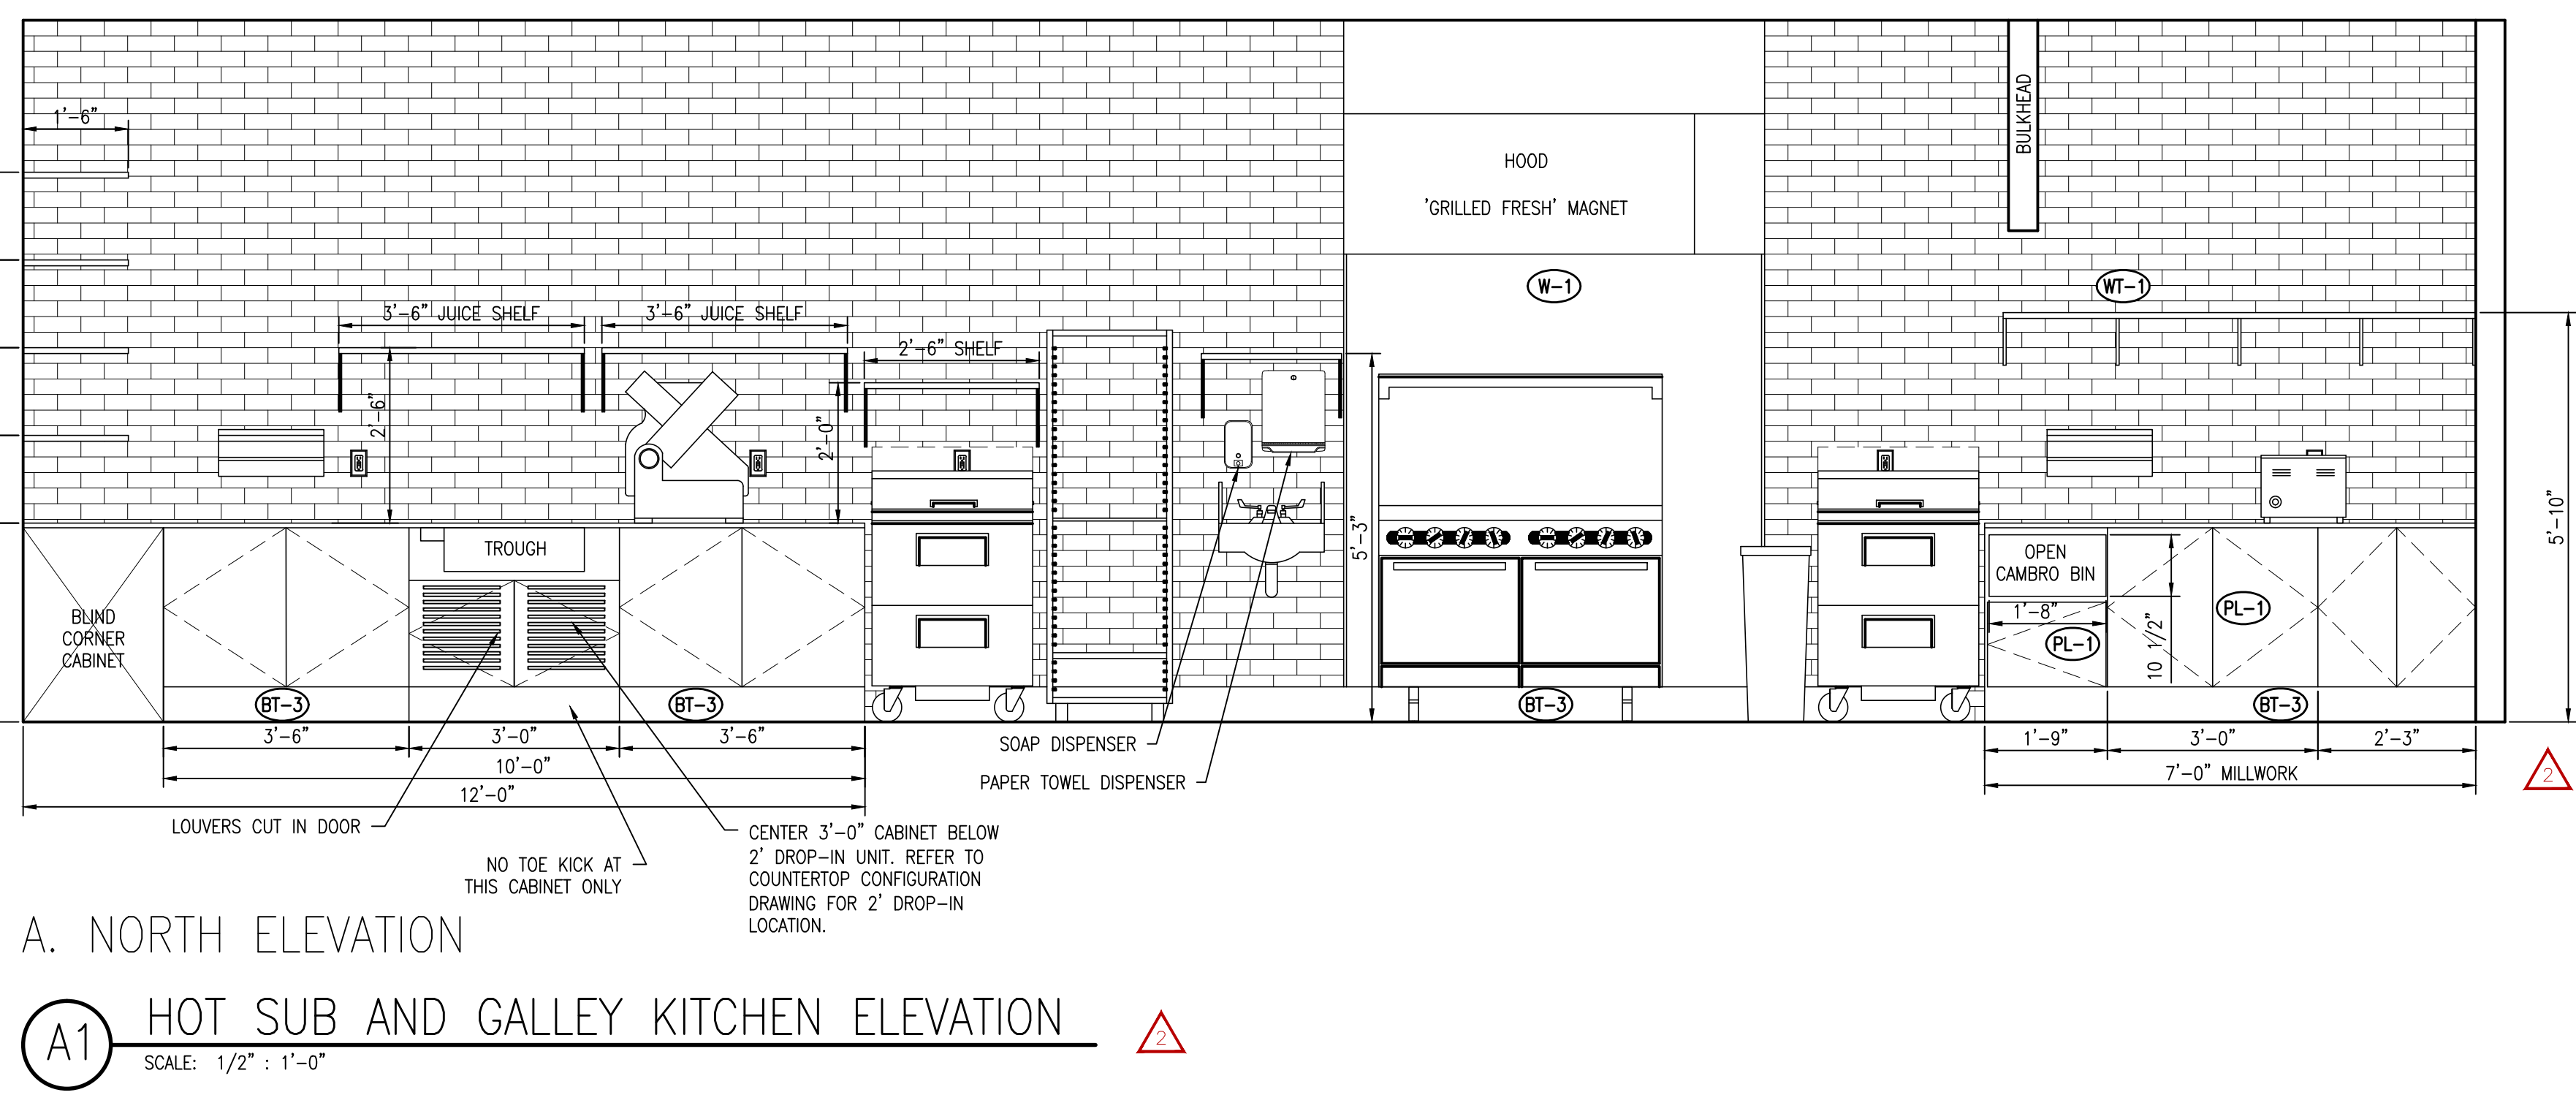 1'-6"
BULKHEAD
HOOD
'GRILLED FRESH' MAGNET
W-1
WT-1
3'-6" JUICE SHELF
3'-6" JUICE SHELF
2'-6" SHELF
2'-6"
2'-0"
5'-3"
5'-10"
TROUGH
BLIND
CORNER
CABINET
OPEN
CAMBRO BIN
1'-8"
PL-1
10 1/2"
PL-1
BT-3
BT-3
BT-3
BT-3
3'-6"
3'-0"
3'-6"
10'-0"
12'-0"
SOAP DISPENSER
PAPER TOWEL DISPENSER
1'-9"
3'-0"
2'-3"
7'-0" MILLWORK
2
LOUVERS CUT IN DOOR
NO TOE KICK AT
THIS CABINET ONLY
CENTER 3'-0" CABINET BELOW
2' DROP-IN UNIT. REFER TO
COUNTERTOP CONFIGURATION
DRAWING FOR 2' DROP-IN
LOCATION.
A. NORTH ELEVATION
A1
HOT SUB AND GALLEY KITCHEN ELEVATION
2
SCALE: 1/2" : 1'-0"